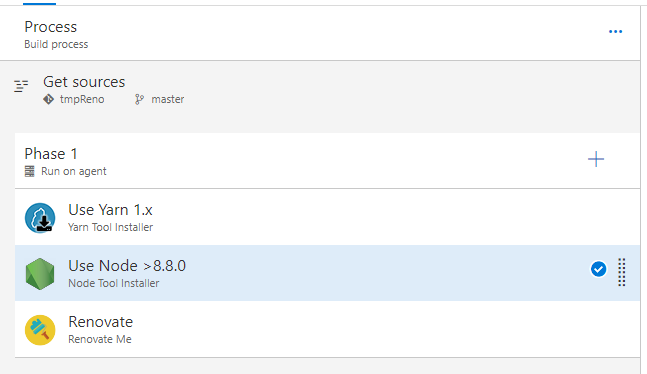 Process
Build process
Get sources
tmpReno master
Phase 1
Run on agent
Use Yarn 1.x
Yarn Tool Installer
Use Node >8.8.0
Node Tool Installer
Renovate
Renovate Me